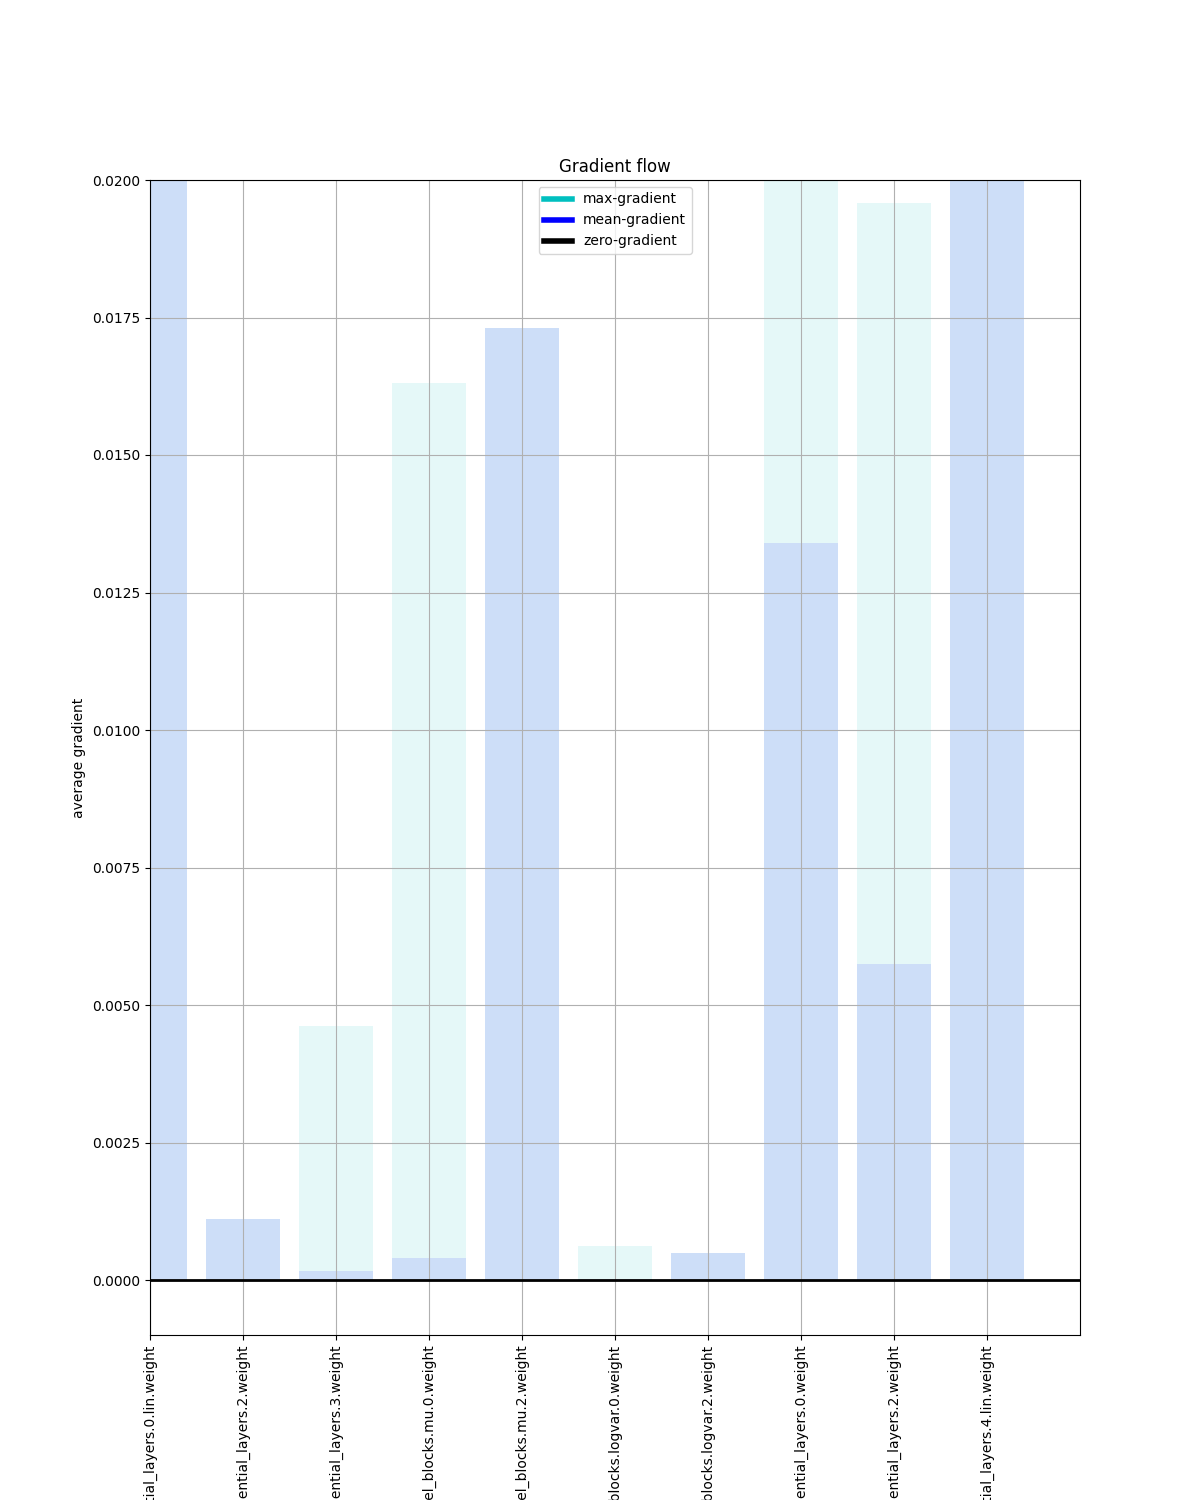 Gradient flow
max-gradient
mean-gradient
zero-gradient
0.0200
0.0175
0.0150
0.0125
0.0100
0.0075
0.0050
0.0025
0.0000
average gradient
tial_layers.0.lin.weight
ential_layers.2.weight
ential_layers.3.weight
el_blocks.mu.0.weight
el_blocks.mu.2.weight
blocks.logvar.0.weight
blocks.logvar.2.weight
ential_layers.0.weight
ential_layers.2.weight
tial_layers.4.lin.weight